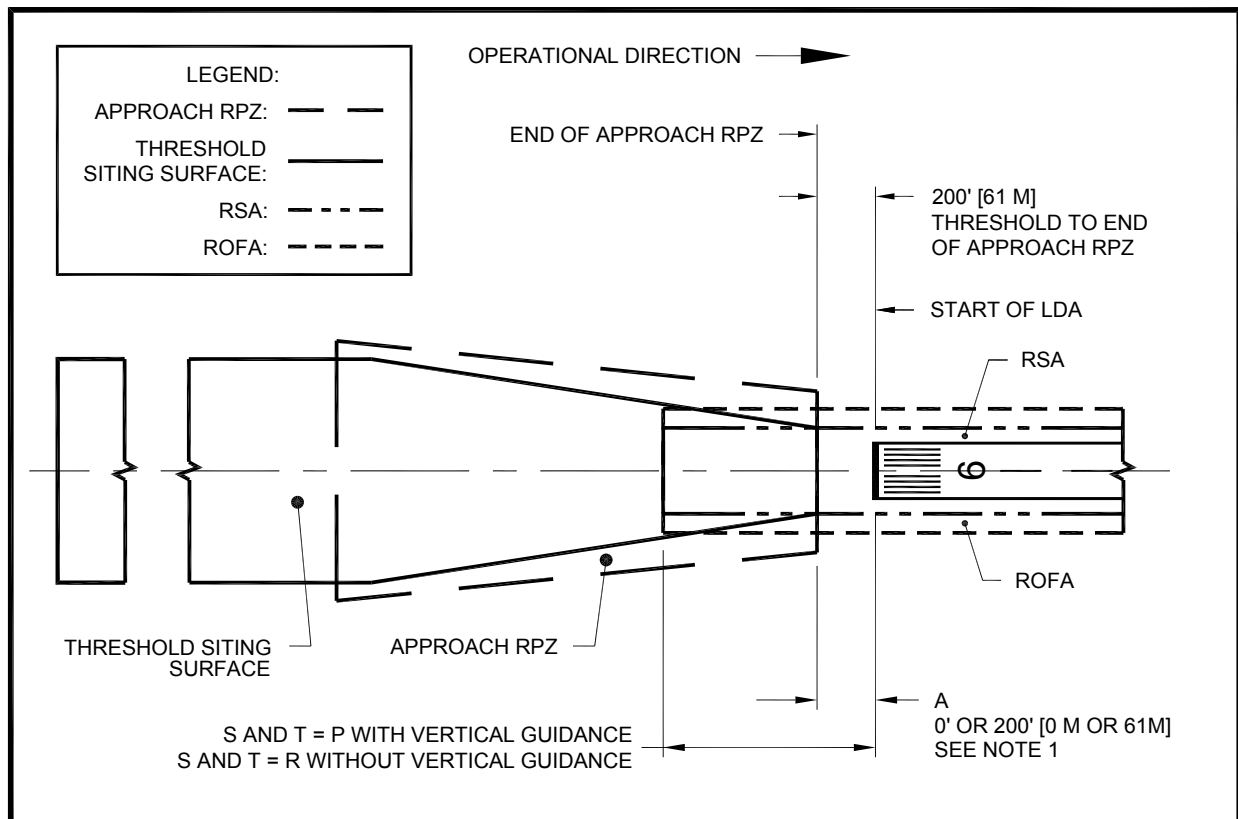 LEGEND:
APPROACH RPZ:
THRESHOLD
SITING SURFACE:
RSA:
ROFA:
OPERATIONAL DIRECTION
END OF APPROACH RPZ
200' [61 M]
THRESHOLD TO END
OF APPROACH RPZ
START OF LDA
RSA
9
ROFA
THRESHOLD SITING
SURFACE
APPROACH RPZ
S AND T = P WITH VERTICAL GUIDANCE
S AND T = R WITHOUT VERTICAL GUIDANCE
A
0' OR 200' [0 M OR 61M]
SEE NOTE 1